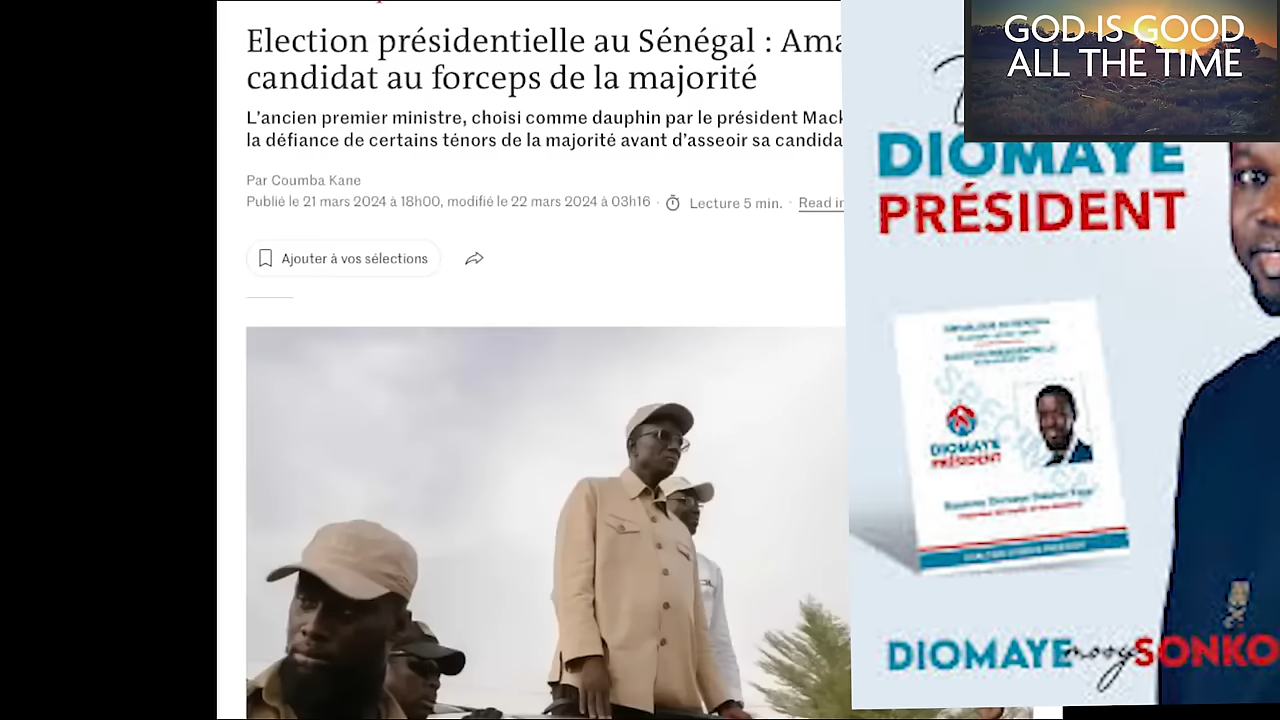 Election présidentielle au Sénégal : Ama
candidat au forceps de la majorité
L'ancien premier ministre, choisi comme dauphin par le président Mack
la défiance de certains ténors de la majorité avant d'asseoir sa candida
Par Coumba Kane
Publié le 21 mars 2024 à 18h00, modifié le 22 mars 2024 à 03h16 · Lecture 5 min. · Read in
Ajouter à vos sélections
GOD IS GOOD
ALL THE TIME
DIOMAYE
PRÉSIDENT
SPECIMEN
DIOMAYE
PRÉSIDENT
DIOMAYE mooy SONKO